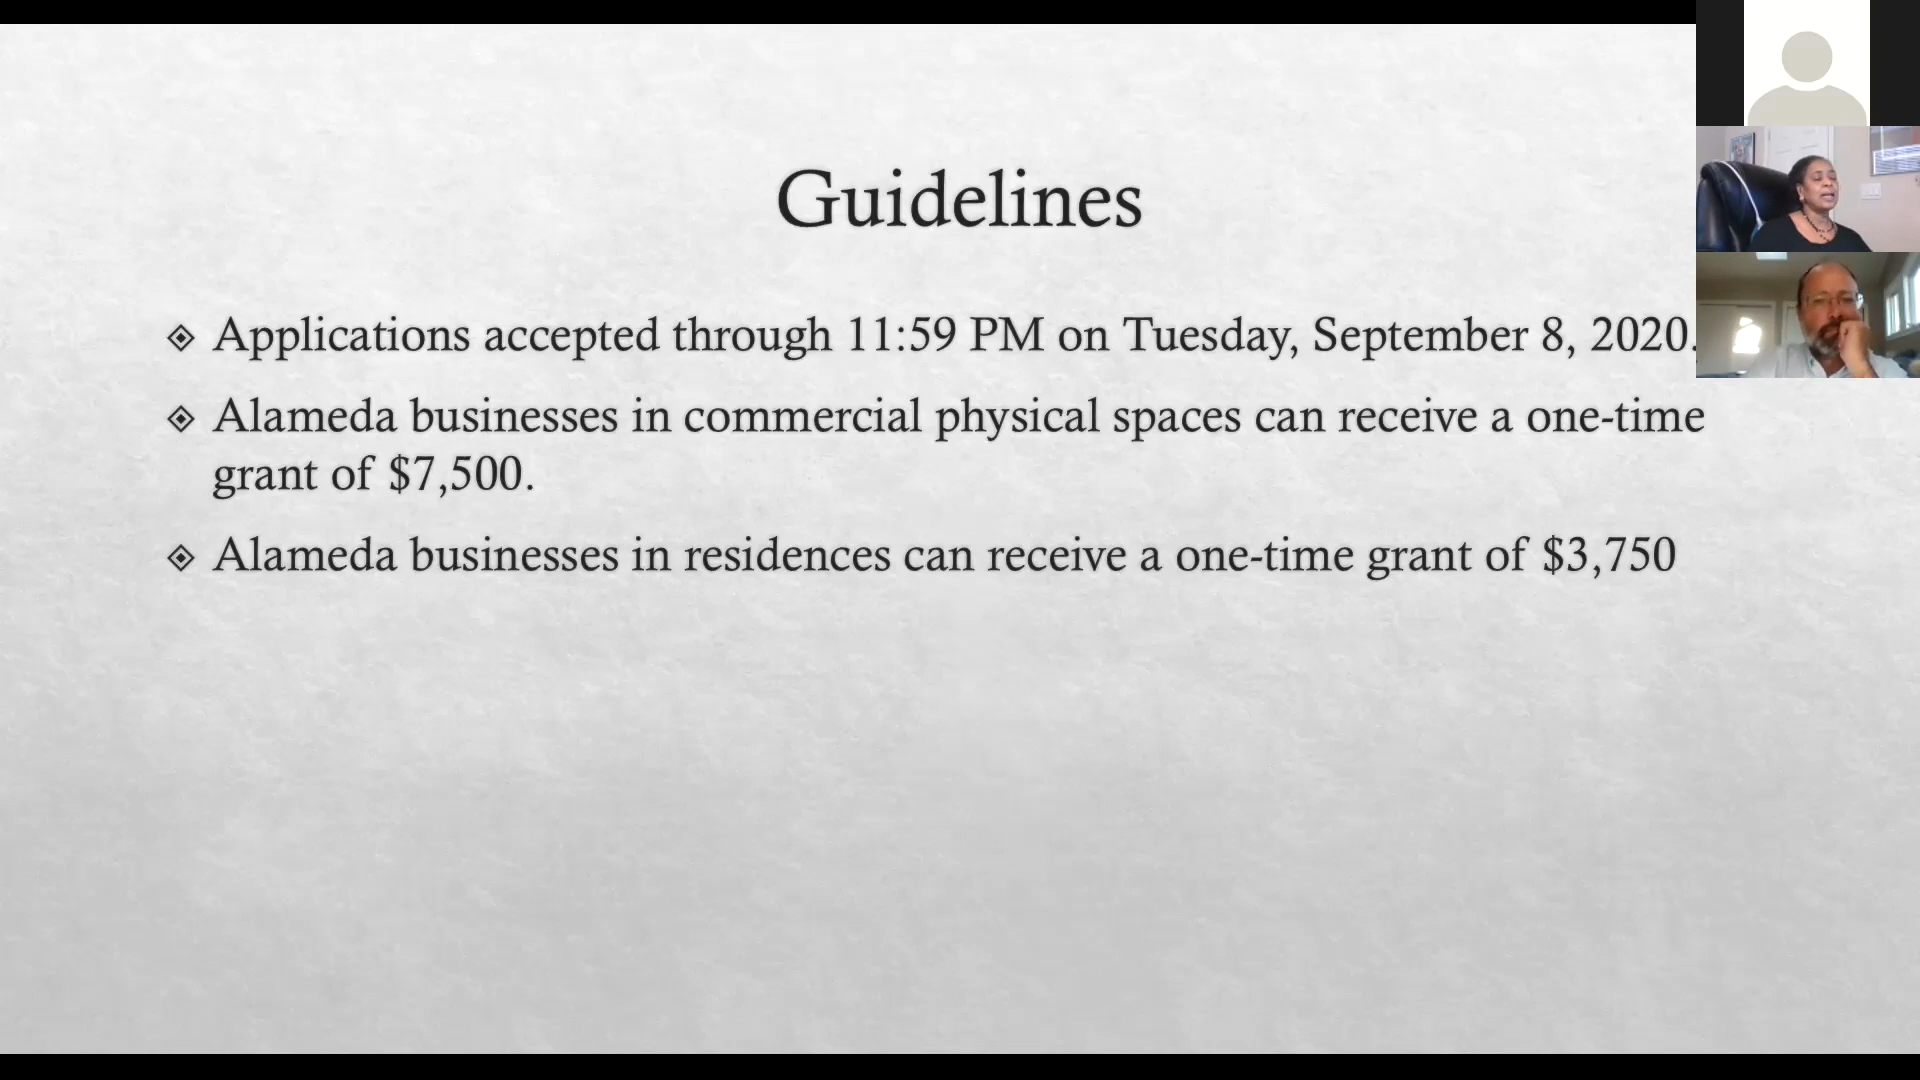 Guidelines
Applications accepted through 11:59 PM on Tuesday, September 8, 2020.
Alameda businesses in commercial physical spaces can receive a one-time
grant of $7,500.
Alameda businesses in residences can receive a one-time grant of $3,750